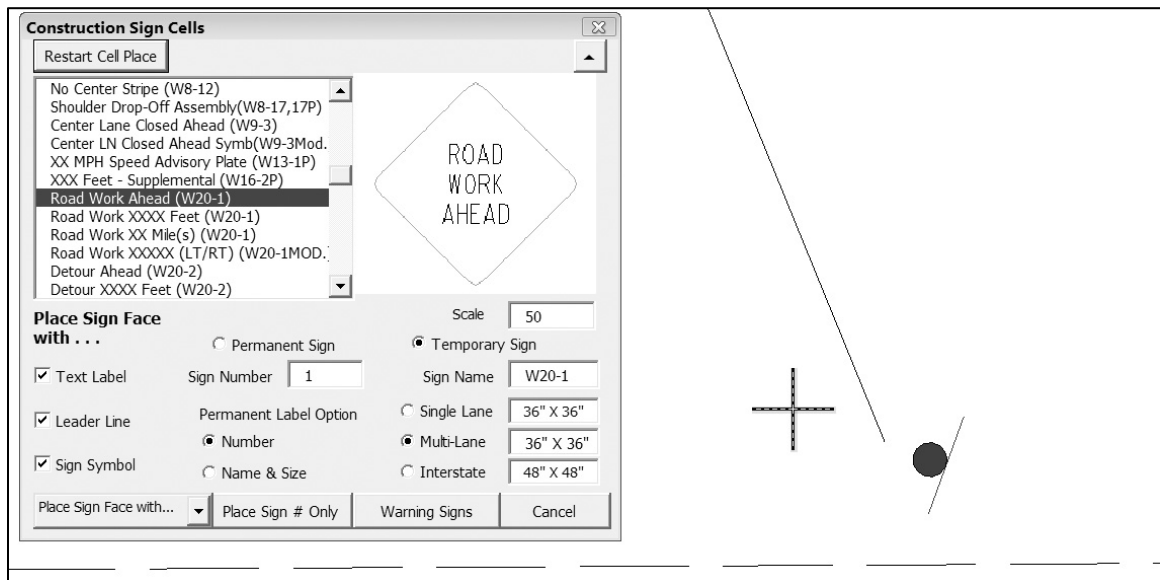 Construction Sign Cells
Restart Cell Place
No Center Stripe (W8-12)
Shoulder Drop-Off Assembly(W8-17,17P)
Center Lane Closed Ahead (W9-3)
Center LN Closed Ahead Symb(W9-3Mod.
XX MPH Speed Advisory Plate (W13-1P)
XXX Feet - Supplemental (W16-2P)
Road Work Ahead (W20-1)
Road Work XXXX Feet (W20-1)
Road Work XX Mile(s) (W20-1)
Road Work XXXXX (LT/RT) (W20-1MOD.)
Detour Ahead (W20-2)
Detour XXXX Feet (W20-2)
ROAD
WORK
AHEAD
Place Sign Face
with . . .
Scale 50
Permanent Sign Temporary Sign
Text Label Sign Number 1 Sign Name W20-1
Leader Line Permanent Label Option Single Lane 36" X 36"
Number Multi-Lane 36" X 36"
Sign Symbol Name & Size Interstate 48" X 48"
Place Sign Face with... Place Sign # Only Warning Signs Cancel